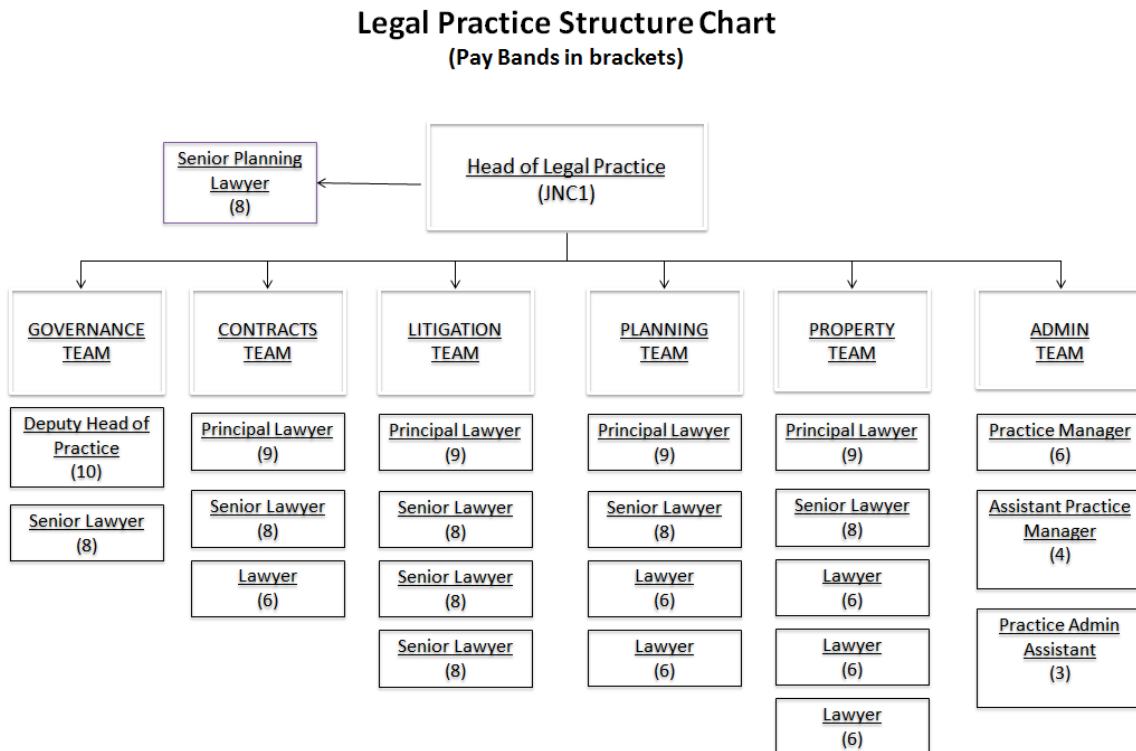 Legal Practice Structure Chart
(Pay Bands in brackets)
Senior Planning
Lawyer
(8)
Head of Legal Practice
(JNC1)
GOVERNANCE
TEAM
Deputy Head of
Practice
(10)
Senior Lawyer
(8)
CONTRACTS
TEAM
Principal Lawyer
(9)
Senior Lawyer
(8)
Lawyer
(6)
LITIGATION
TEAM
Principal Lawyer
(9)
Senior Lawyer
(8)
Senior Lawyer
(8)
Senior Lawyer
(8)
PLANNING
TEAM
Principal Lawyer
(9)
Senior Lawyer
(8)
Lawyer
(6)
Lawyer
(6)
PROPERTY
TEAM
Principal Lawyer
(9)
Senior Lawyer
(8)
Lawyer
(6)
Lawyer
(6)
Lawyer
(6)
ADMIN
TEAM
Practice Manager
(6)
Assistant Practice
Manager
(4)
Practice Admin
Assistant
(3)